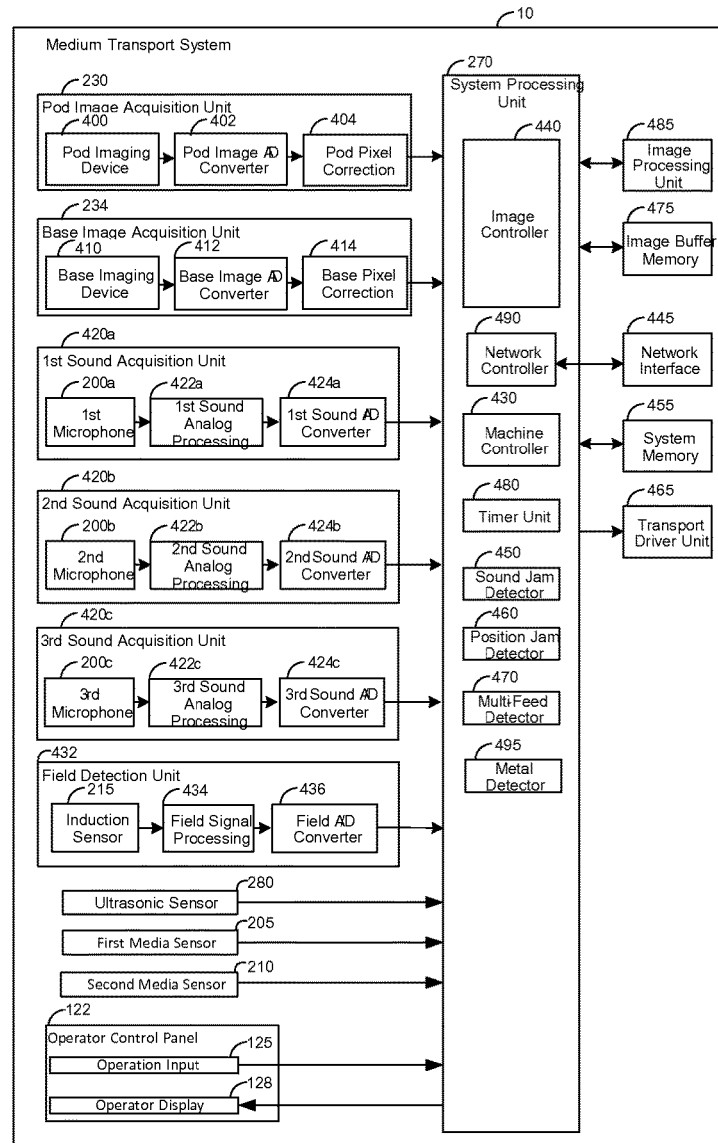 10
Medium Transport System
230
Pod Image Acquisition Unit
400
402
404
Pod Imaging
Device
Pod Image A/D
Converter
Pod Pixel
Correction
234
Base Image Acquisition Unit
410
412
414
Base Imaging
Device
Base Image A/D
Converter
Base Pixel
Correction
420a
1st Sound Acquisition Unit
200a
422a
424a
1st
Microphone
1st Sound
Analog
Processing
1st Sound A/D
Converter
420b
2nd Sound Acquisition Unit
200b
422b
424b
2nd
Microphone
2nd Sound
Analog
Processing
2nd Sound A/D
Converter
420c
3rd Sound Acquisition Unit
200c
422c
424c
3rd
Microphone
3rd Sound
Analog
Processing
3rd Sound A/D
Converter
432
Field Detection Unit
215
434
436
Induction
Sensor
Field Signal
Processing
Field A/D
Converter
280
Ultrasonic Sensor
205
First Media Sensor
210
Second Media Sensor
122
Operator Control Panel
125
Operation Input
128
Operator Display
270
System Processing
Unit
440
Image
Controller
490
Network
Controller
430
Machine
Controller
480
Timer Unit
450
Sound Jam
Detector
460
Position Jam
Detector
470
Multi-Feed
Detector
495
Metal
Detector
485
Image
Processing
Unit
475
Image Buffer
Memory
445
Network
Interface
455
System
Memory
465
Transport
Driver Unit